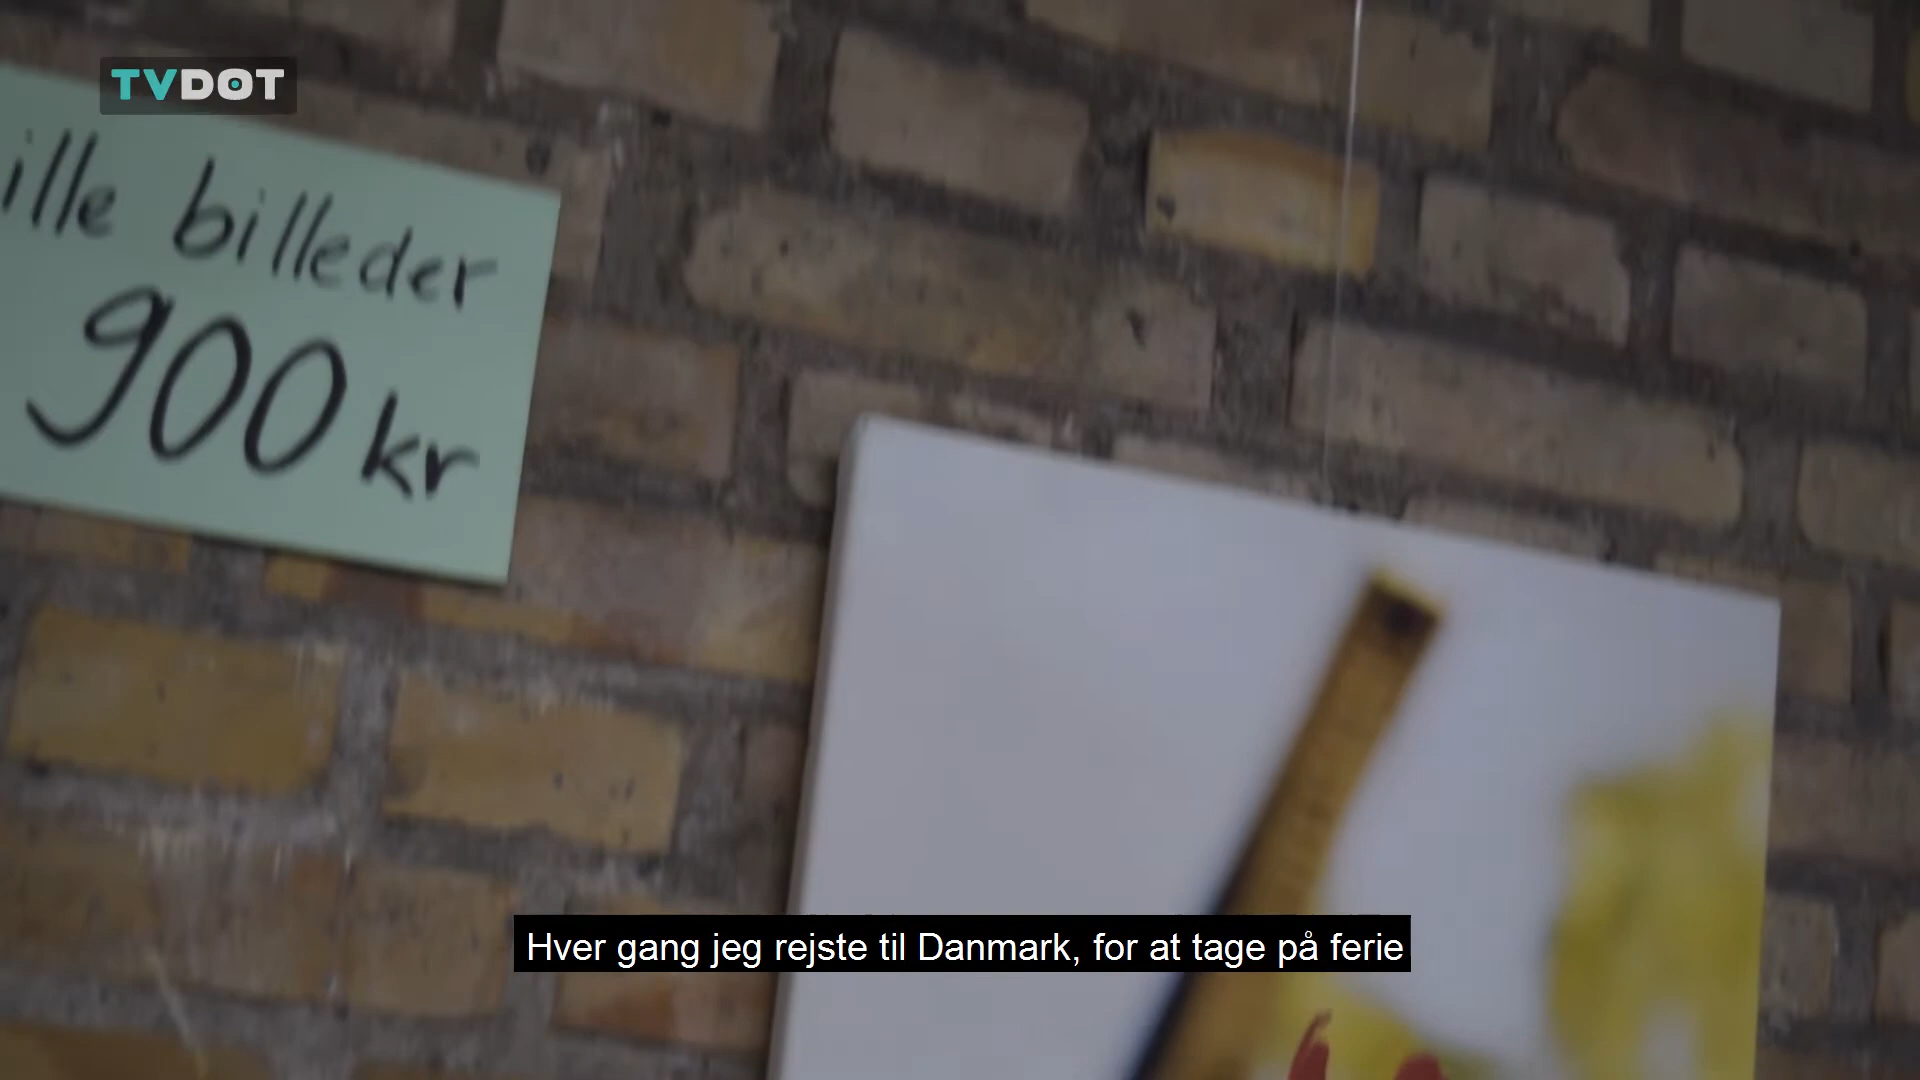 TVDOT
ille billeder
900 kr
Hver gang jeg rejste til Danmark, for at tage på ferie